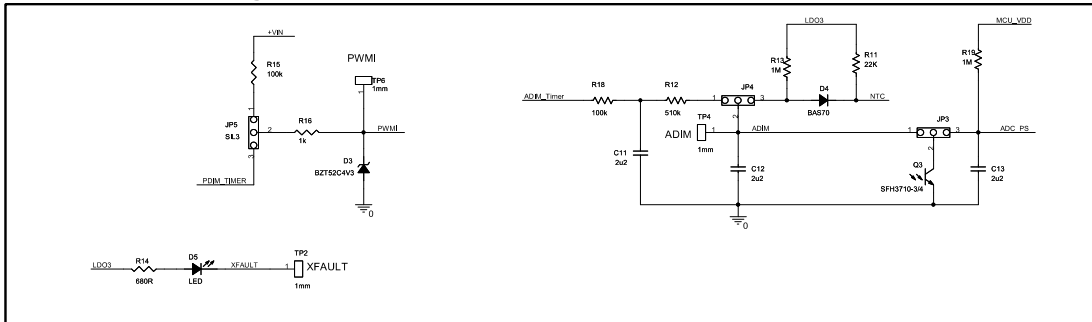 +VIN
R15
100k
PWMI
TP6
1mm
1
1
JP5
SIL3
2
3
R16
1k
PWMI
D3
BZT52C4V3
0
PDIM_TIMER
LDO3
R14
680R
D5
LED
XFAULT
TP2
1
XFAULT
1mm
LDO3
MCU_VDD
R13
1M
R11
22K
R19
1M
ADIM_Timer
R18
100k
R12
510k
JP4
1
3
2
D4
BAS70
NTC
TP4
ADIM
1
1mm
ADIM
JP3
1
3
2
ADC_PS
C11
2u2
C12
2u2
Q3
SFH3710-3/4
C13
2u2
0